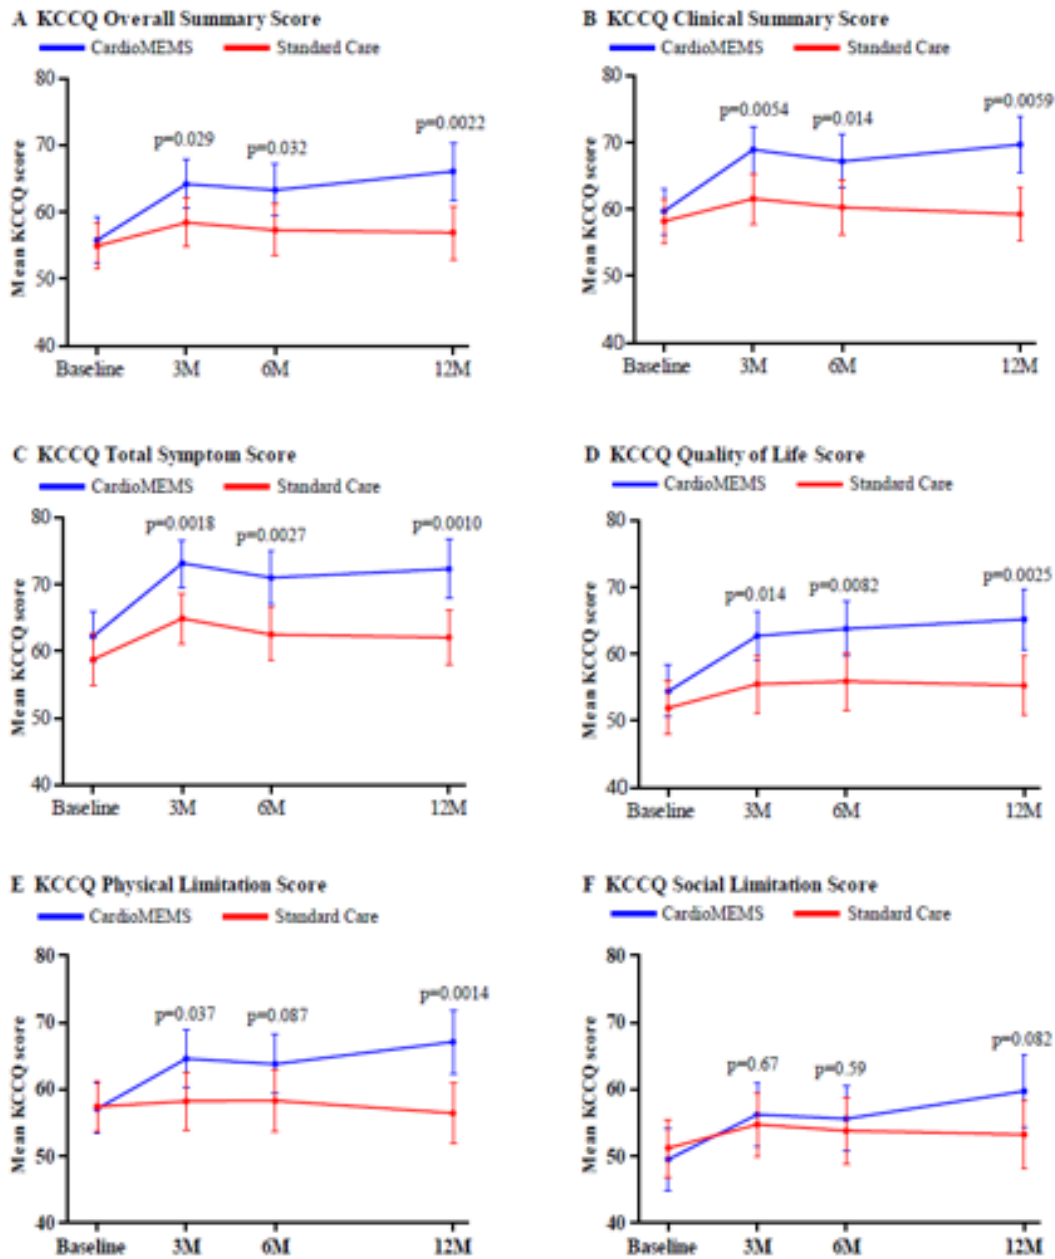 A KCCQ Overall Summary Score
CardioMEMS Standard Care
Mean KCCQ score
80
70
60
50
40
p=0.029
p=0.032
p=0.0022
Baseline 3M 6M 12M
B KCCQ Clinical Summary Score
CardioMEMS Standard Care
Mean KCCQ score
80
70
60
50
40
p=0.0054
p=0.014
p=0.0059
Baseline 3M 6M 12M
C KCCQ Total Symptom Score
CardioMEMS Standard Care
Mean KCCQ score
80
70
60
50
40
p=0.0018
p=0.0027
p=0.0010
Baseline 3M 6M 12M
D KCCQ Quality of Life Score
CardioMEMS Standard Care
Mean KCCQ score
80
70
60
50
40
p=0.014
p=0.0082
p=0.0025
Baseline 3M 6M 12M
E KCCQ Physical Limitation Score
CardioMEMS Standard Care
Mean KCCQ score
80
70
60
50
40
p=0.037
p=0.087
p=0.0014
Baseline 3M 6M 12M
F KCCQ Social Limitation Score
CardioMEMS Standard Care
Mean KCCQ score
80
70
60
50
40
p=0.67
p=0.59
p=0.082
Baseline 3M 6M 12M